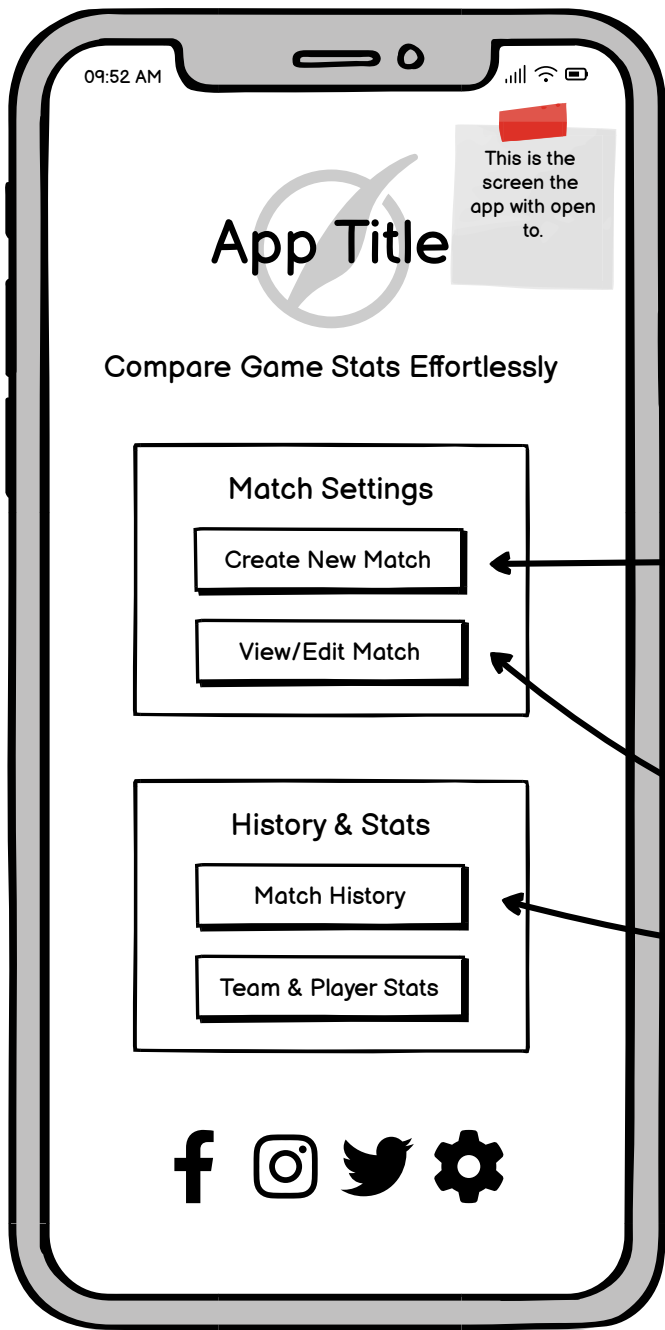 09:52 AM
This is the
screen the
app with open
to.
App Title
Compare Game Stats Effortlessly
Match Settings
Create New Match
View/Edit Match
History & Stats
Match History
Team & Player Stats